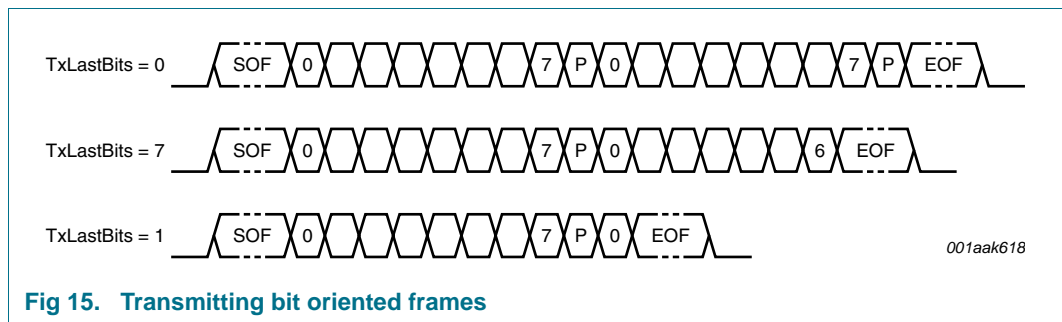 TxLastBits = 0 SOF 0 7 P 0 7 P EOF
TxLastBits = 7 SOF 0 7 P 0 6 EOF
TxLastBits = 1 SOF 0 7 P 0 EOF
001aak618
Fig 15. Transmitting bit oriented frames